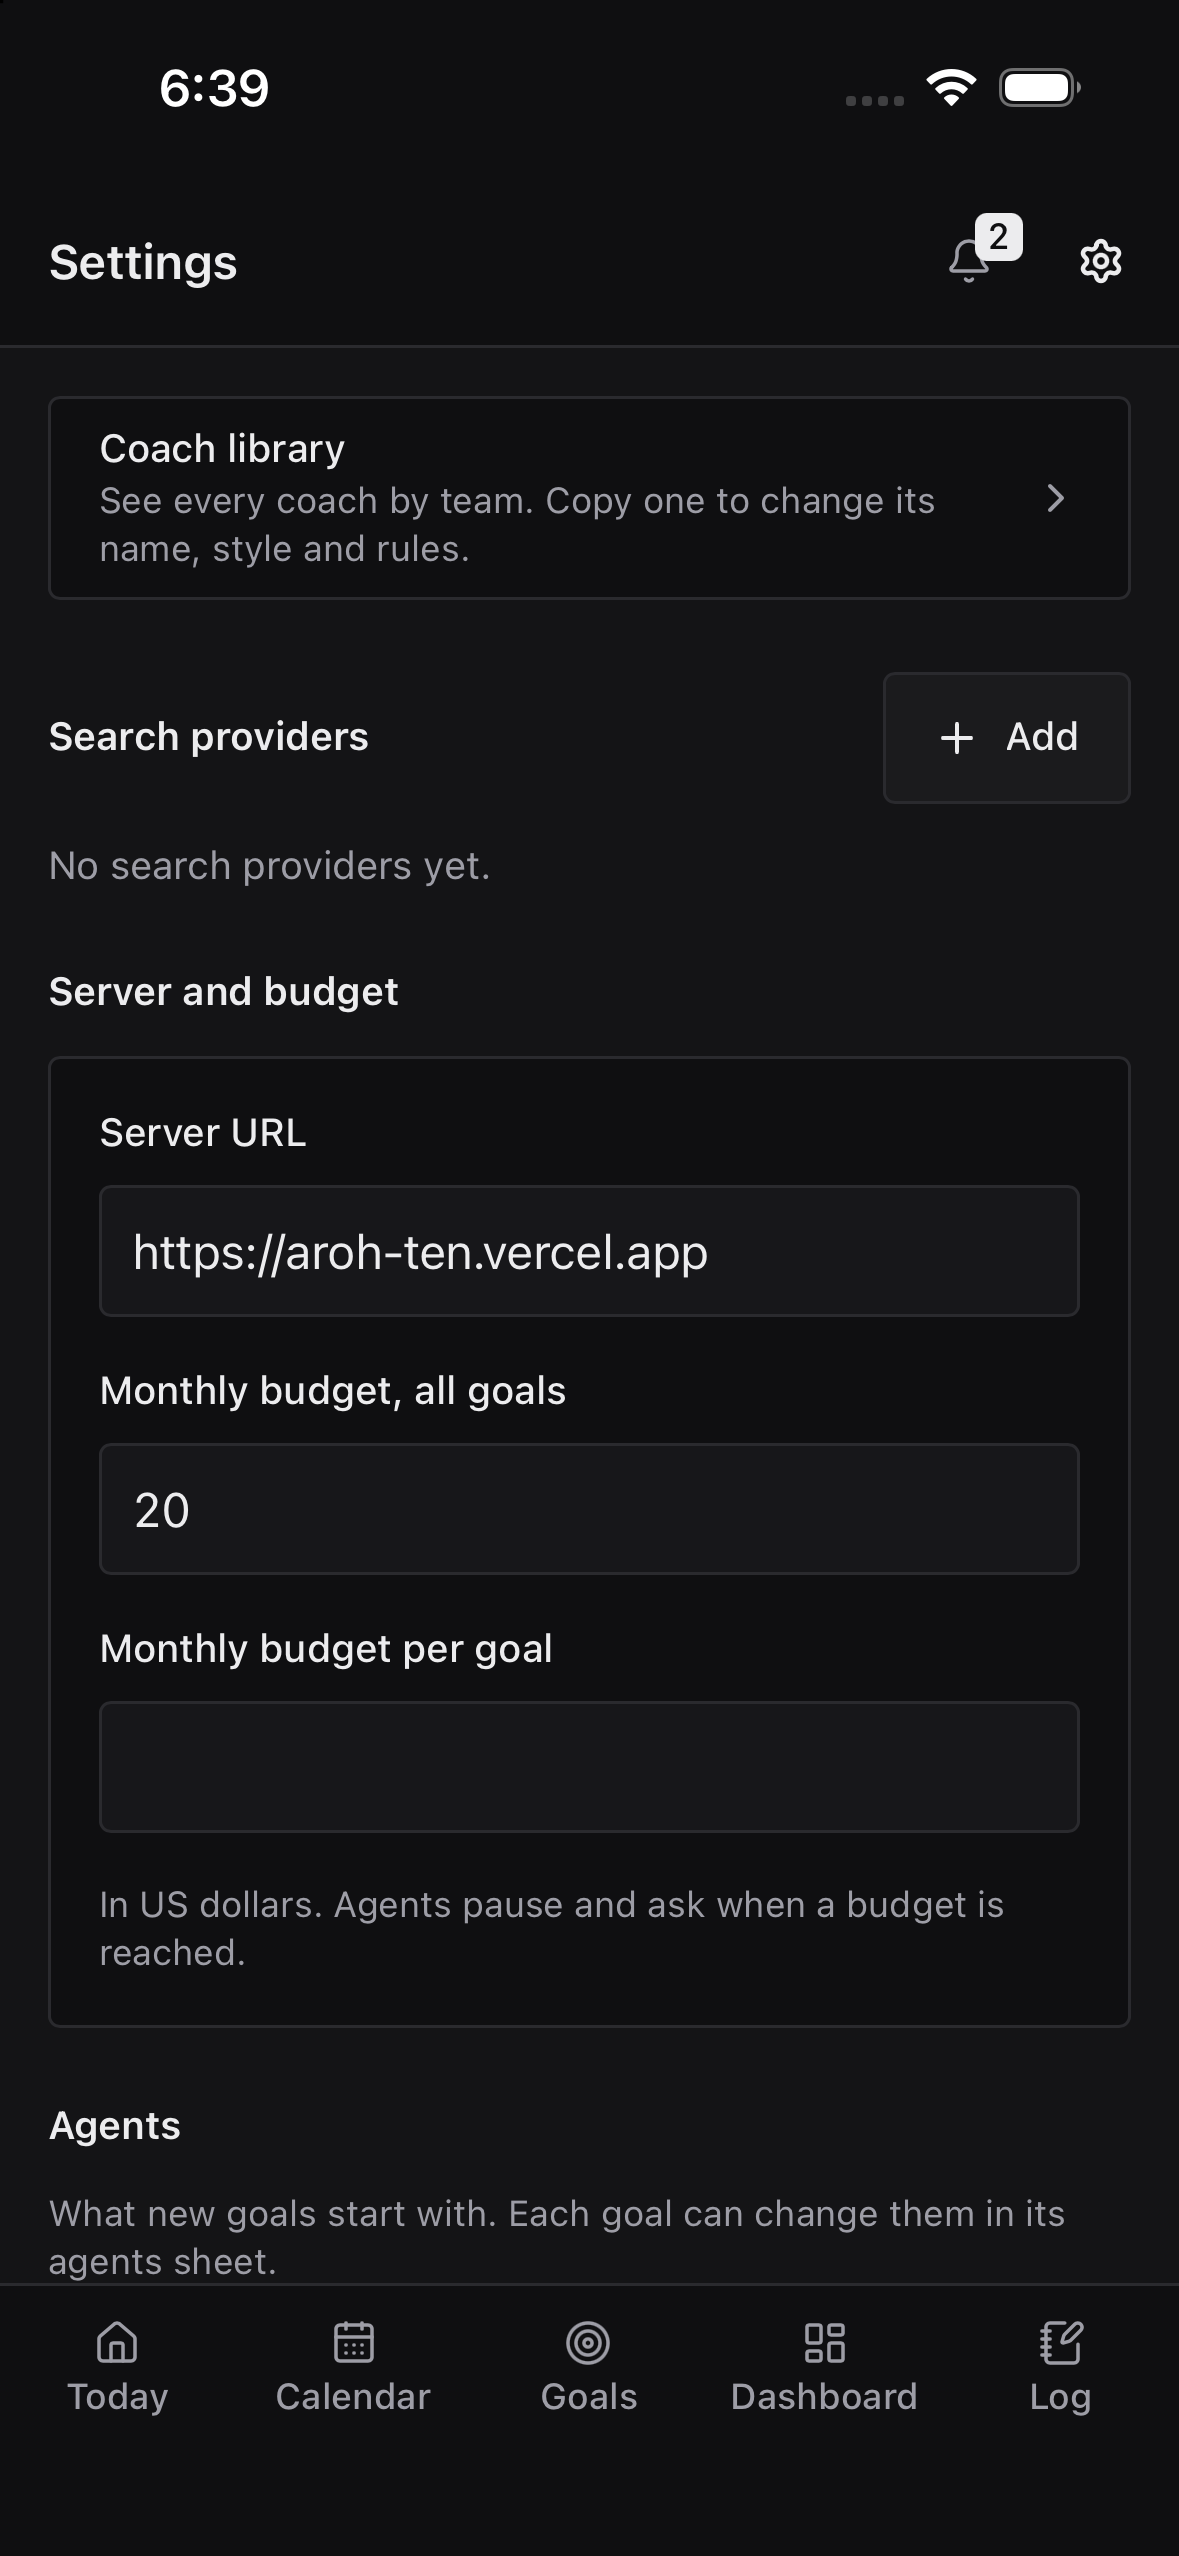 6:39
Settings
2
Coach library
See every coach by team. Copy one to change its
name, style and rules.
Search providers
Add
No search providers yet.
Server and budget
Server URL
https://aroh-ten.vercel.app
Monthly budget, all goals
20
Monthly budget per goal
In US dollars. Agents pause and ask when a budget is
reached.
Agents
What new goals start with. Each goal can change them in its
agents sheet.
Today
Calendar
Goals
Dashboard
Log